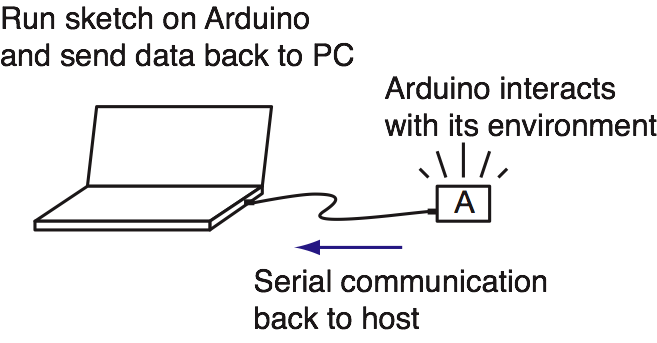 Run sketch on Arduino
and send data back to PC
Arduino interacts
with its environment
A
Serial communication
back to host